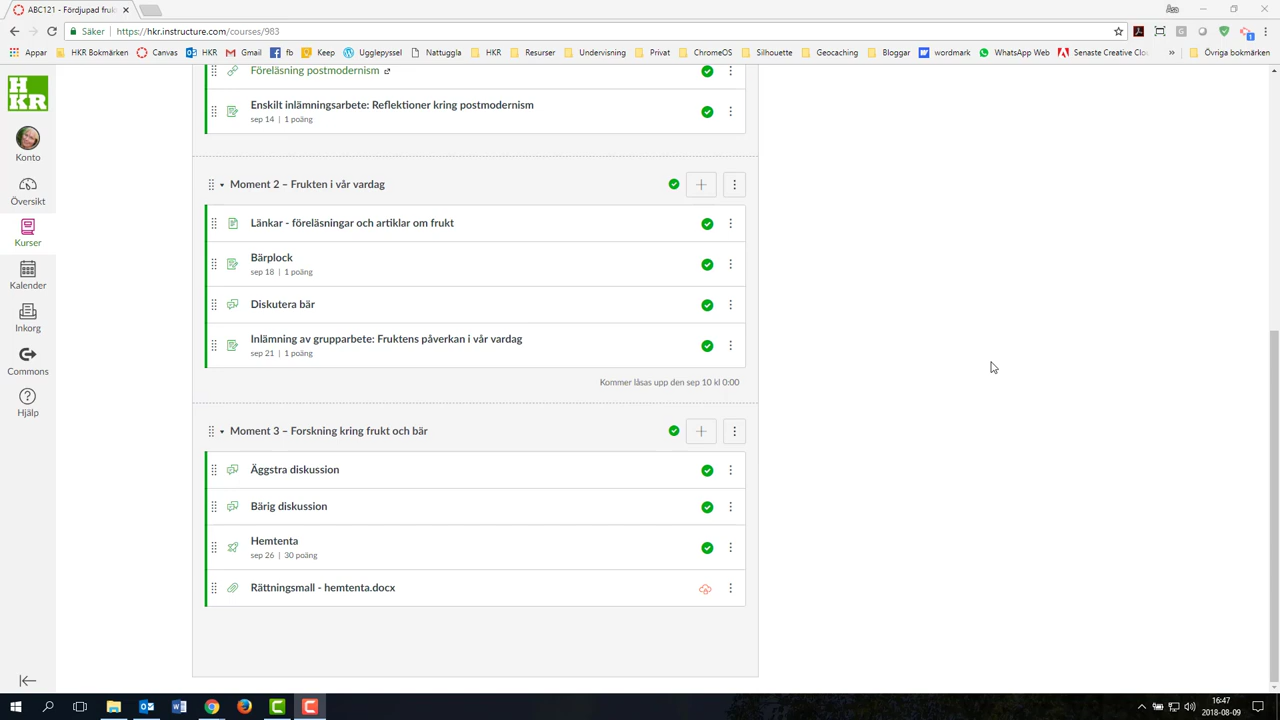 ABC121 - Fördjupad fruk
Säker
https://hkr.instructure.com/courses/983
Appar
HKR Bokmärken
Canvas
HKR
Gmail
fb
Keep
Ugglepyssel
Nattuggla
HKR
Resurser
Undervisning
Privat
ChromeOS
Silhouette
Geocaching
Bloggar
wordmark
WhatsApp Web
Senaste Creative Clo
»
Övriga bokmärken
HKR
Konto
Översikt
Kurser
Kalender
Inkorg
Commons
Hjälp
Föreläsning postmodernism
Enskilt inlämningsarbete: Reflektioner kring postmodernism
sep 14 | 1 poäng
Moment 2 – Frukten i vår vardag
Länkar - föreläsningar och artiklar om frukt
Bärplock
sep 18 | 1 poäng
Diskutera bär
Inlämning av grupparbete: Fruktens påverkan i vår vardag
sep 21 | 1 poäng
Kommer låsas upp den sep 10 kl 0:00
Moment 3 – Forskning kring frukt och bär
Äggstra diskussion
Bärig diskussion
Hemtenta
sep 26 | 30 poäng
Rättningsmall - hemtenta.docx
16:47
2018-08-09